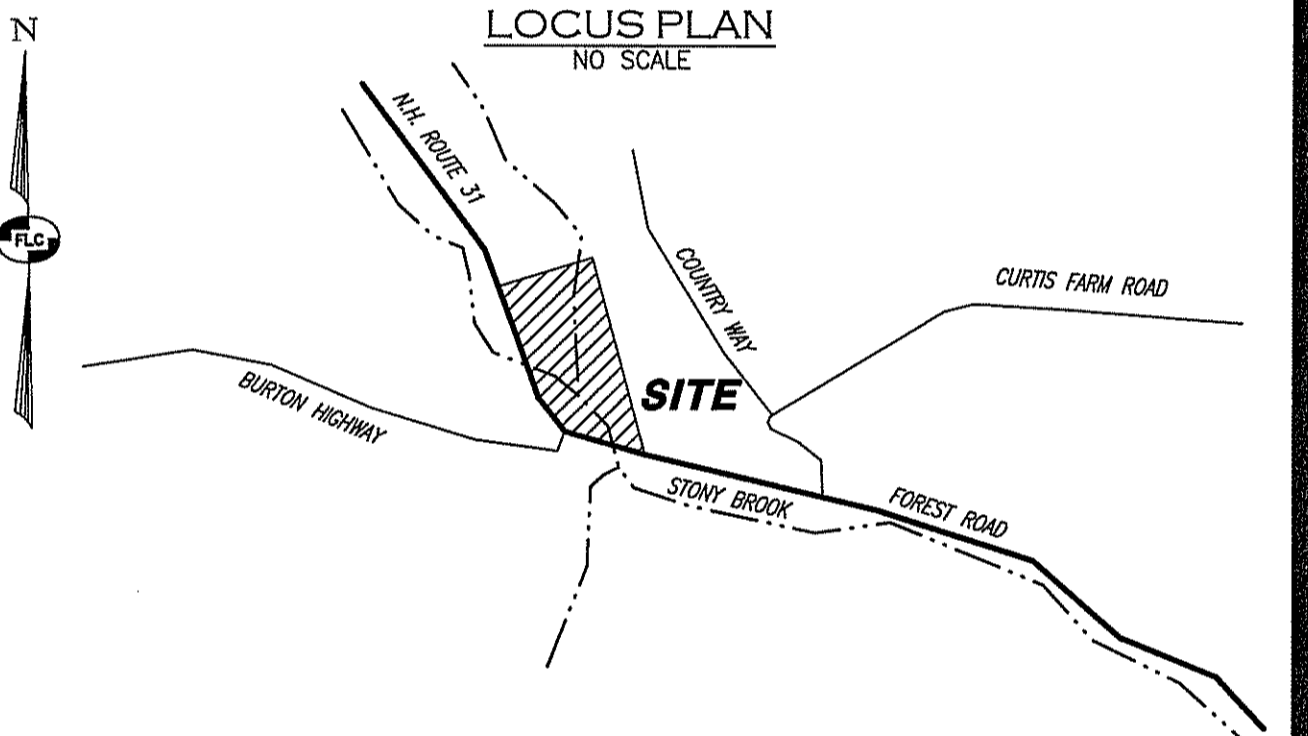 LOCUS PLAN
NO SCALE
N
FLC
N.H. ROUTE 31
COUNTRY WAY
CURTIS FARM ROAD
BURTON HIGHWAY
SITE
STONY BROOK
FOREST ROAD